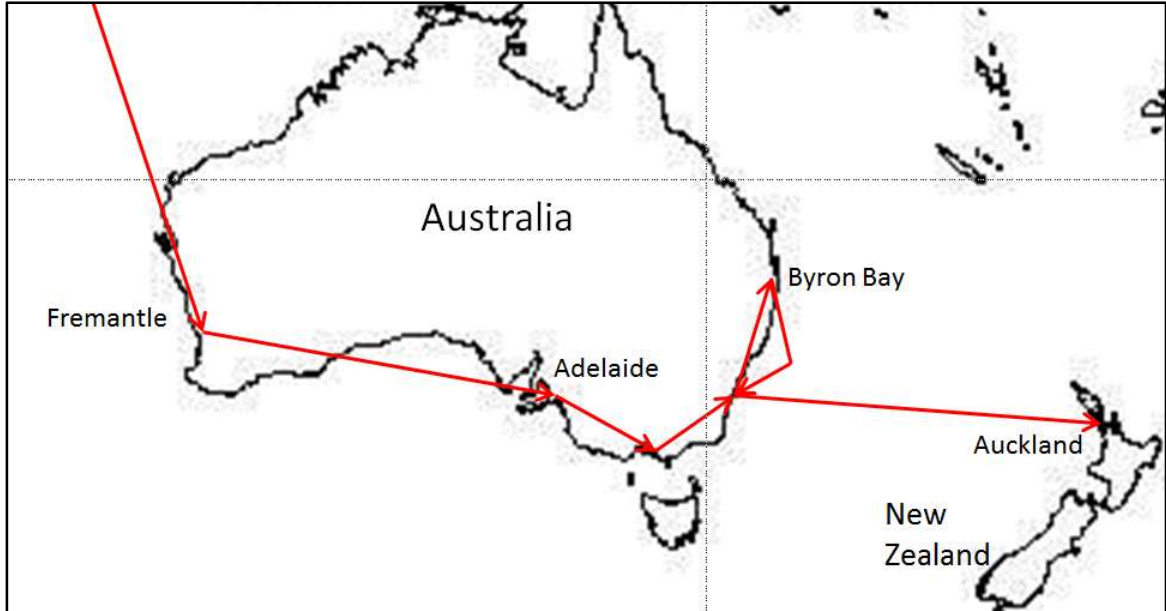 Australia
Byron Bay
Fremantle
Adelaide
Auckland
New
Zealand